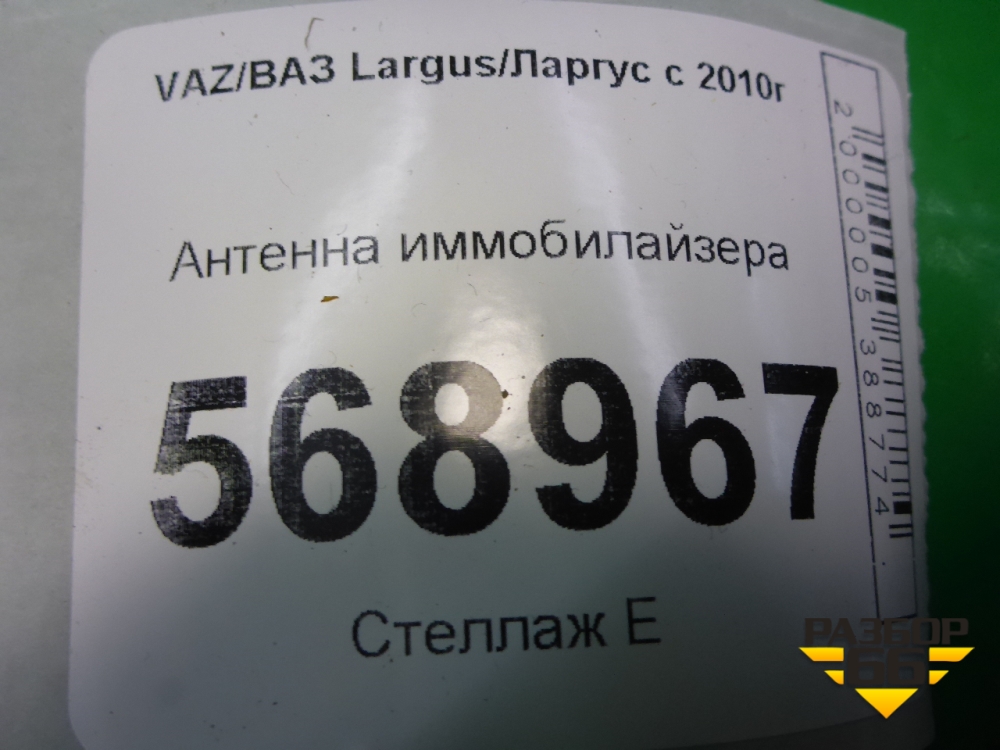 VAZ/ВАЗ Largus/Ларгус с 2010г
Антенна иммобилайзера
568967
Стеллаж Е
2000005388774
РАЗБОР
66